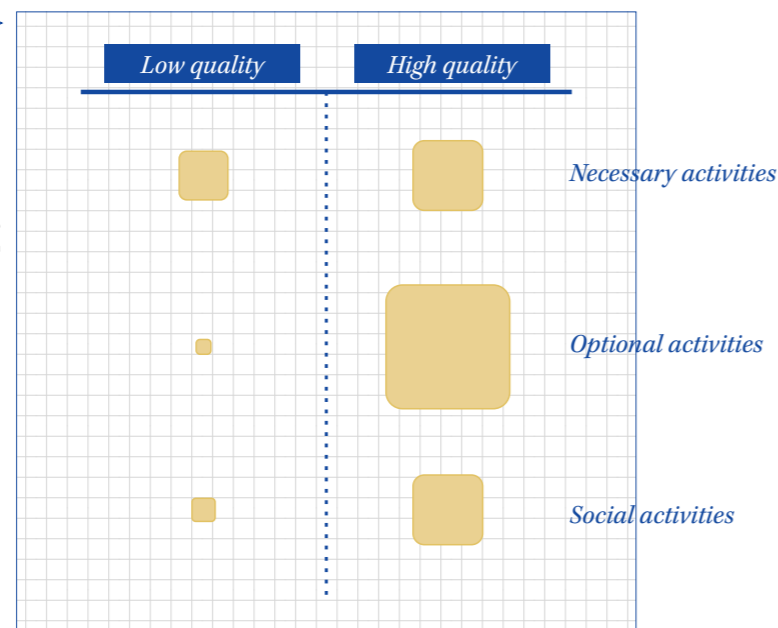 Low quality
High quality
Necessary activities
Optional activities
Social activities